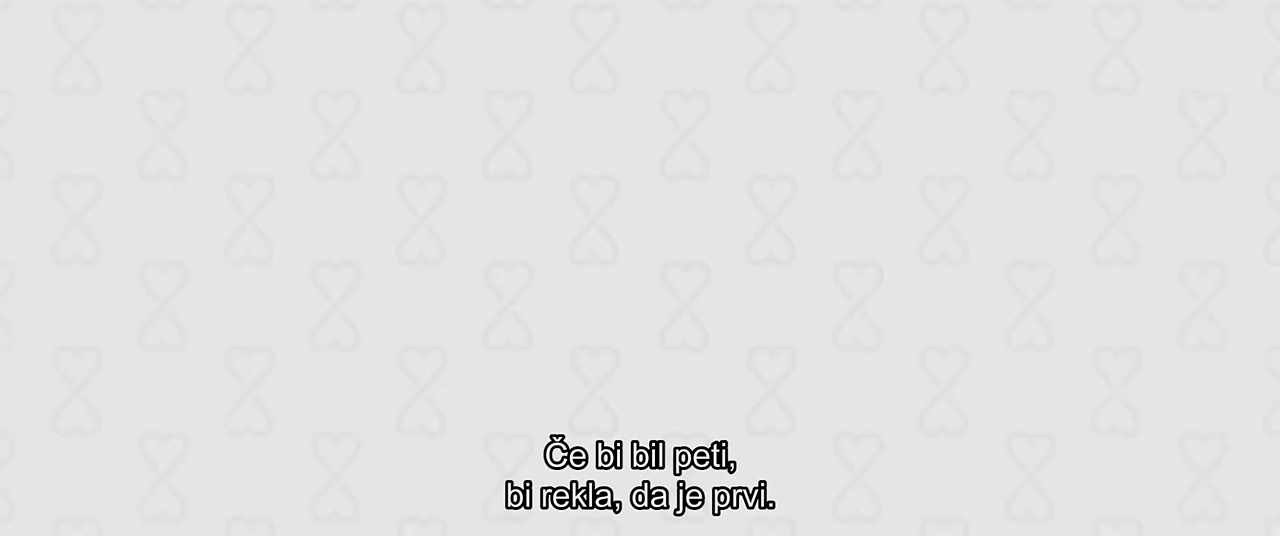 Če bi bil peti,
bi rekla, da je prvi.